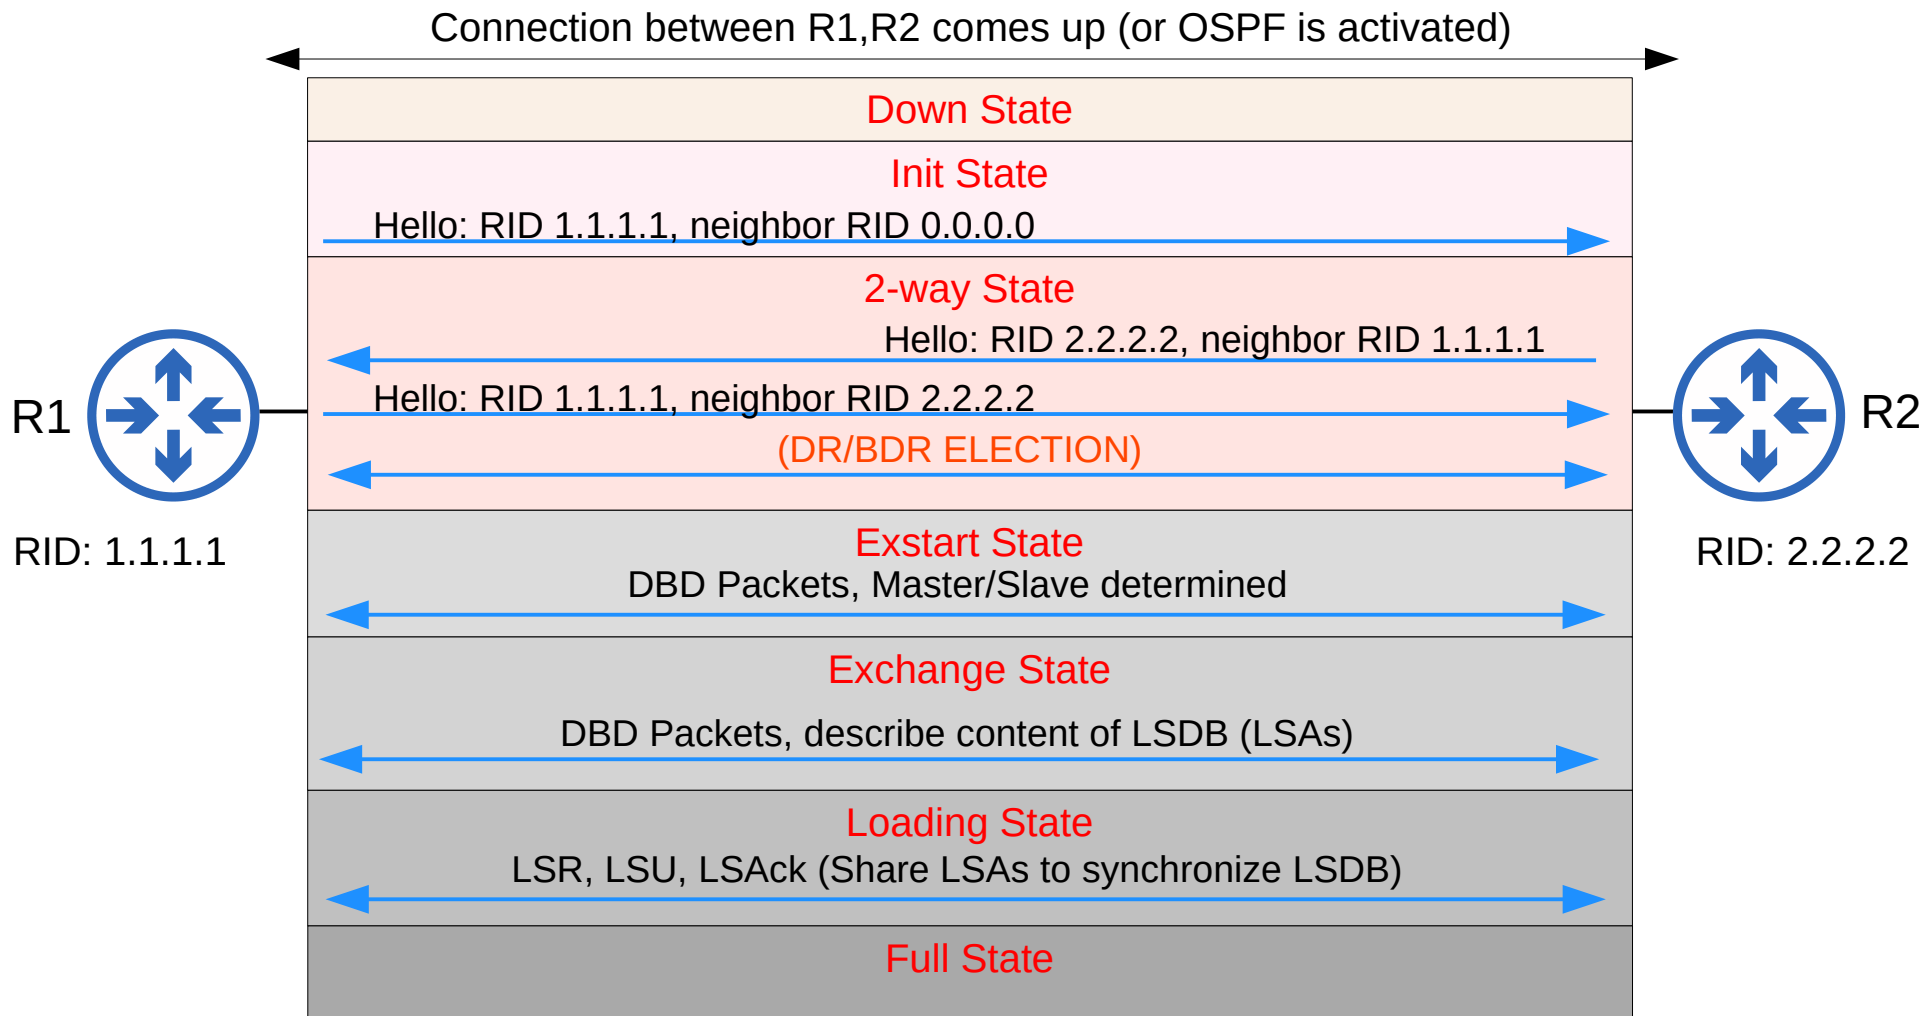 Connection between R1,R2 comes up (or OSPF is activated)
Down State
Init State
Hello: RID 1.1.1.1, neighbor RID 0.0.0.0
2-way State
Hello: RID 2.2.2.2, neighbor RID 1.1.1.1
Hello: RID 1.1.1.1, neighbor RID 2.2.2.2
R1
R2
(DR/BDR ELECTION)
Exstart State
RID: 1.1.1.1
RID: 2.2.2.2
DBD Packets, Master/Slave determined
Exchange State
DBD Packets, describe content of LSDB (LSAs)
Loading State
LSR, LSU, LSAck (Share LSAs to synchronize LSDB)
Full State